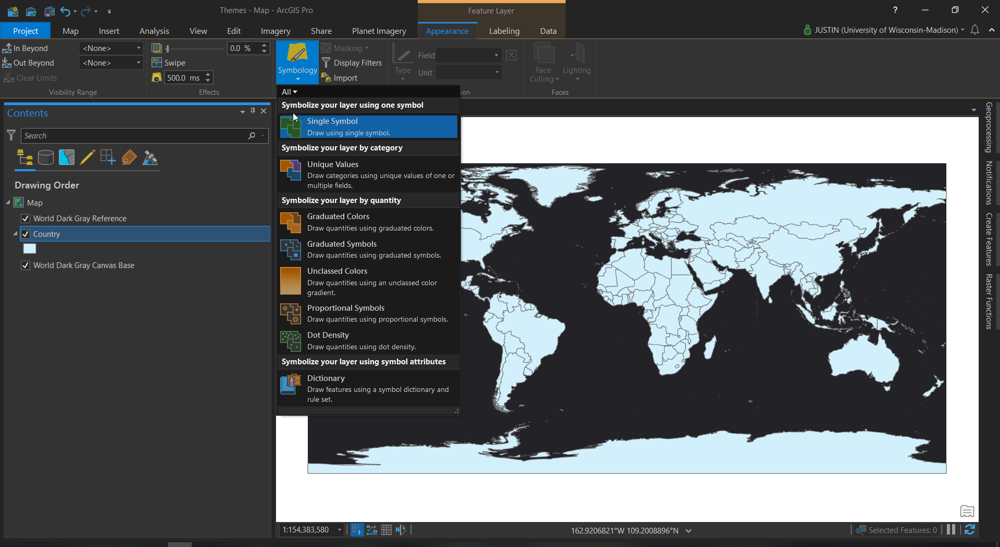 Themes - Map - ArcGIS Pro
Feature Layer
?
Project
Map
Insert
Analysis
View
Edit
Imagery
Share
Planet Imagery
Appearance
Labeling
Data
JUSTIN (University of Wisconsin-Madison)
In Beyond
<None>
Out Beyond
<None>
Clear Limits
Visibility Range
0.0 %
Swipe
500.0 ms
Effects
Symbology
Masking
Display Filters
Import
Type
Field
Unit
ion
Face
Culling
Lighting
Faces
Contents
Search
Drawing Order
Map
World Dark Gray Reference
Country
World Dark Gray Canvas Base
All
Symbolize your layer using one symbol
Single Symbol
Draw using single symbol.
Symbolize your layer by category
Unique Values
Draw categories using unique values of one or
multiple fields.
Symbolize your layer by quantity
Graduated Colors
Draw quantities using graduated colors.
Graduated Symbols
Draw quantities using graduated symbols.
Unclassed Colors
Draw quantities using an unclassed color
gradient.
Proportional Symbols
Draw quantities using proportional symbols.
Dot Density
Draw quantities using dot density.
Symbolize your layer using symbol attributes
Dictionary
Draw features using a symbol dictionary and
rule set.
Geoprocessing
Notifications
Create Features
Raster Functions
1:154,383,580
162.9206821°W 109.2008896°N
Selected Features: 0